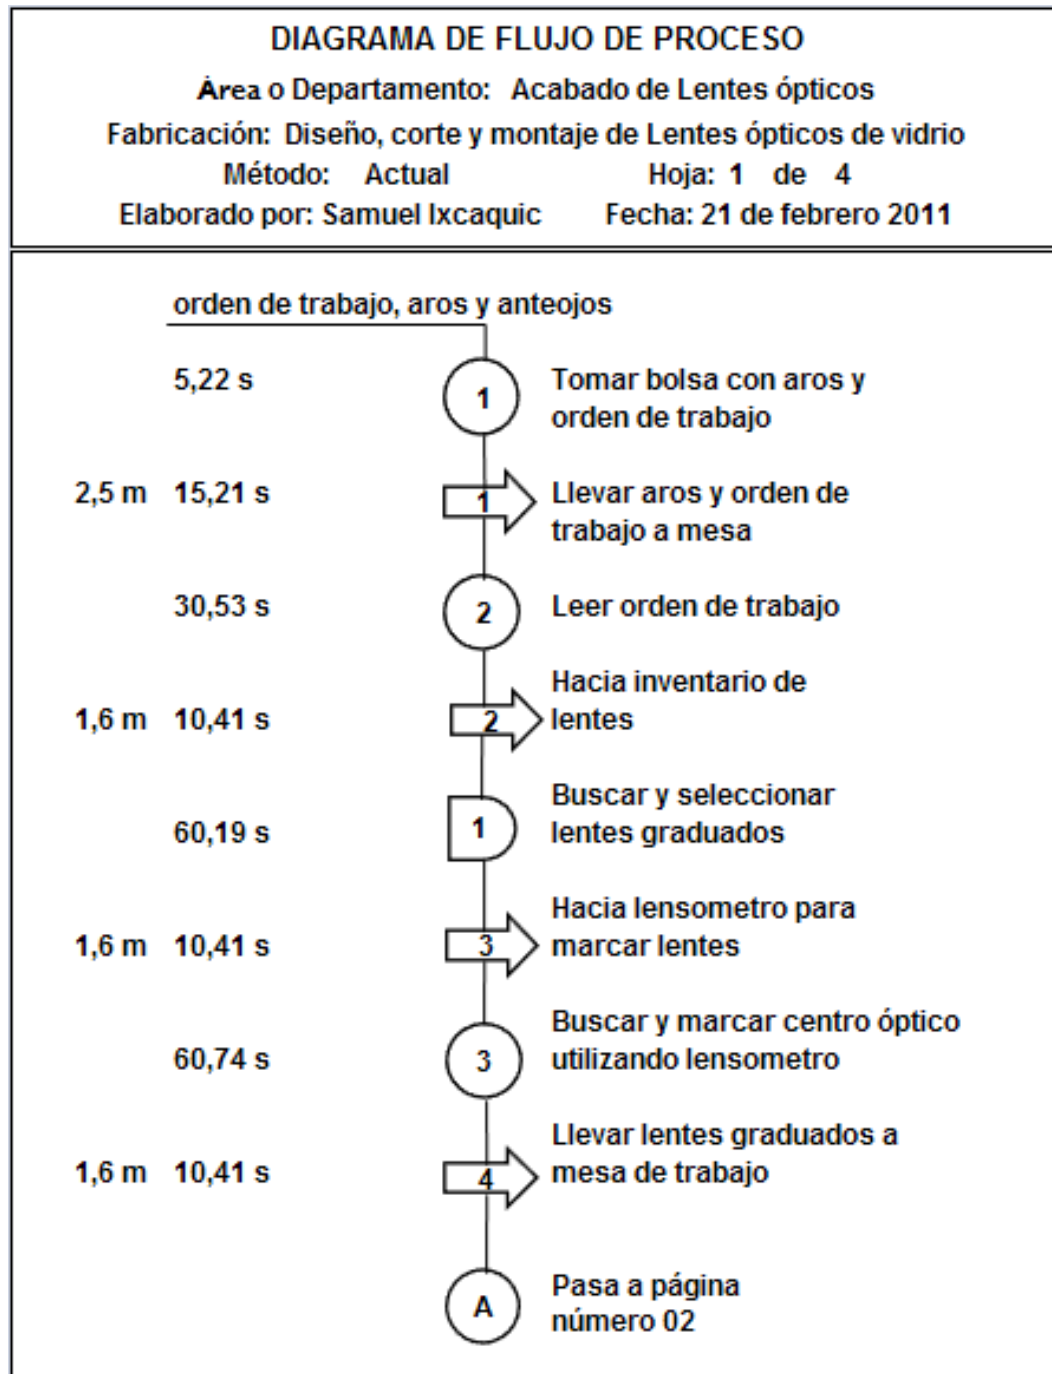 DIAGRAMA DE FLUJO DE PROCESO
Área o Departamento: Acabado de Lentes ópticos
Fabricación: Diseño, corte y montaje de Lentes ópticos de vidrio
Método: Actual Hoja: 1 de 4
Elaborado por: Samuel Ixcaquic Fecha: 21 de febrero 2011
orden de trabajo, aros y anteojos
5,22 s 1 Tomar bolsa con aros y
orden de trabajo
2,5 m 15,21 s 1 Llevar aros y orden de
trabajo a mesa
30,53 s 2 Leer orden de trabajo
Hacia inventario de
1,6 m 10,41 s 2 lentes
Buscar y seleccionar
60,19 s 1 lentes graduados
Hacia lensometro para
1,6 m 10,41 s 3 marcar lentes
Buscar y marcar centro óptico
60,74 s 3 utilizando lensometro
Llevar lentes graduados a
1,6 m 10,41 s 4 mesa de trabajo
A Pasa a página
número 02